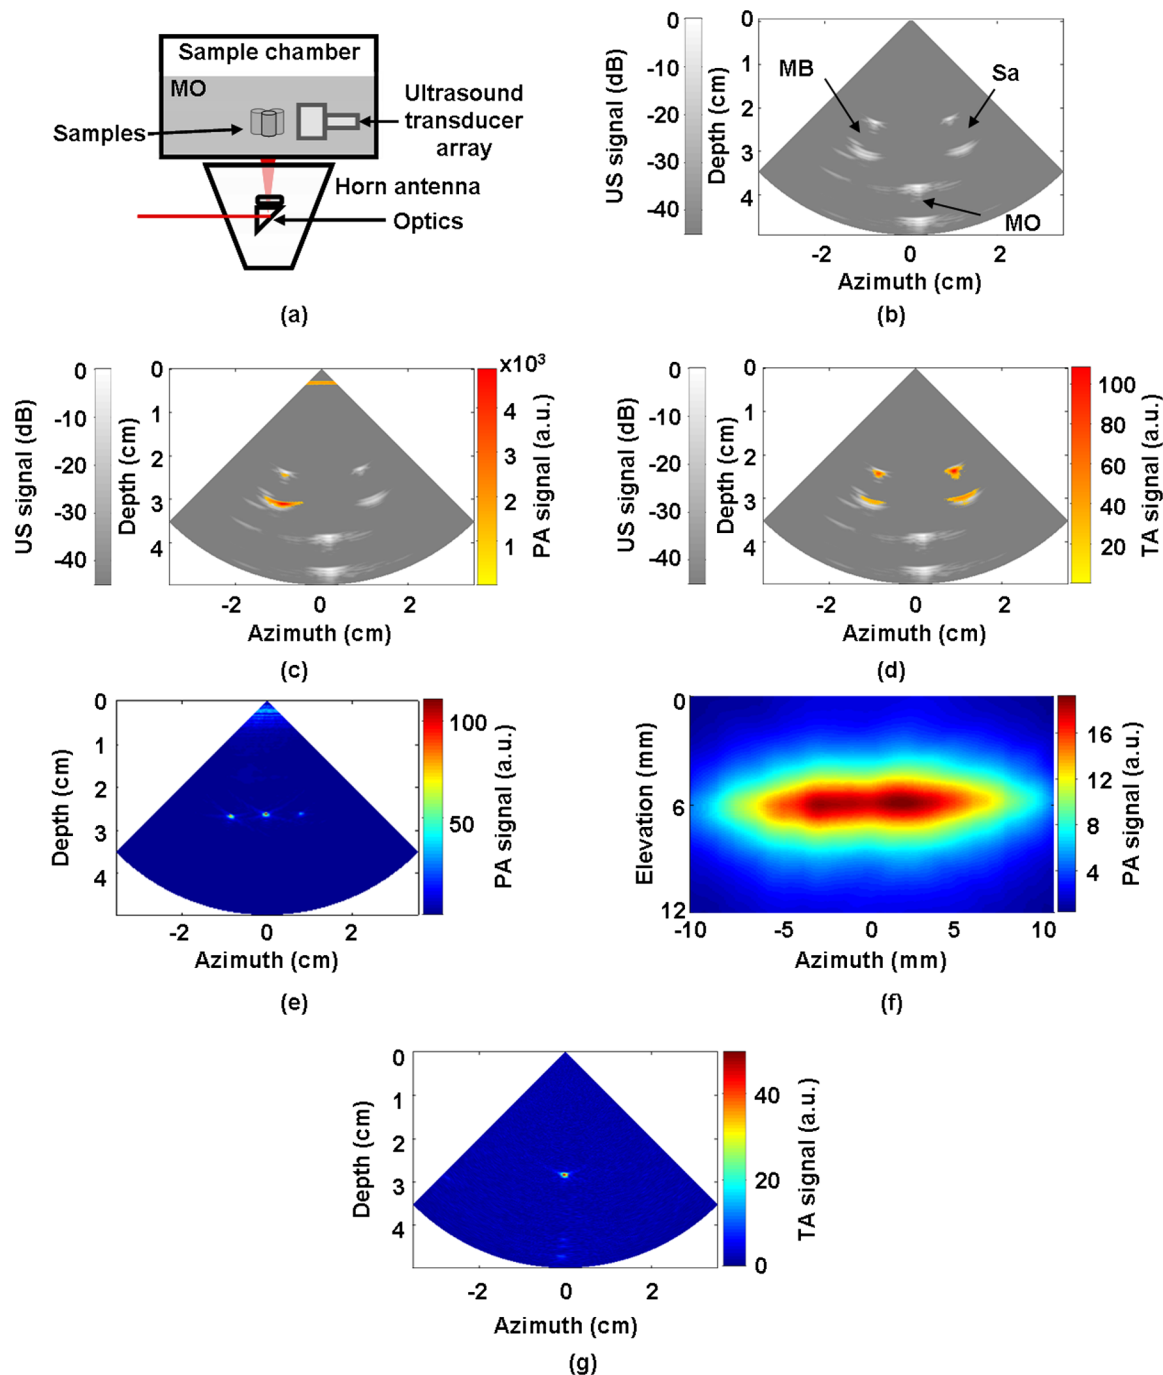 Sample chamber
MO
Samples
Ultrasound
transducer
array
Horn antenna
Optics
(a)
US signal (dB)
0
-10
-20
-30
-40
Depth (cm)
0
1
2
3
4
MB
Sa
MO
-2
0
2
Azimuth (cm)
(b)
US signal (dB)
0
-10
-20
-30
-40
Depth (cm)
0
1
2
3
4
-2
0
2
Azimuth (cm)
x10³
4
3
2
1
PA signal (a.u.)
(c)
US signal (dB)
0
-10
-20
-30
-40
Depth (cm)
0
1
2
3
4
-2
0
2
Azimuth (cm)
100
80
60
40
20
TA signal (a.u.)
(d)
Depth (cm)
0
1
2
3
4
-2
0
2
Azimuth (cm)
100
50
PA signal (a.u.)
(e)
Elevation (mm)
0
6
12
-10
-5
0
5
10
Azimuth (mm)
16
12
8
4
PA signal (a.u.)
(f)
Depth (cm)
0
1
2
3
4
-2
0
2
Azimuth (cm)
40
20
0
TA signal (a.u.)
(g)